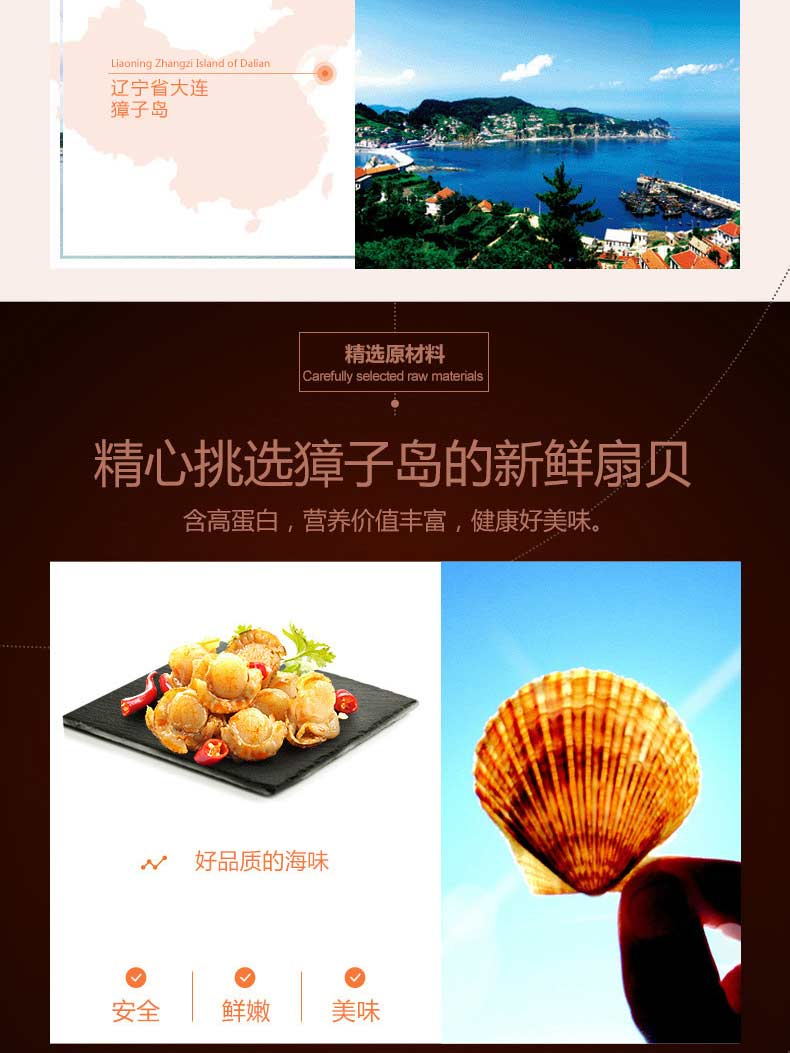 Liaoning Zhangzi Island of Dalian
辽宁省大连
獐子岛
精选原材料
Carefully selected raw materials
精心挑选獐子岛的新鲜扇贝
含高蛋白，营养价值丰富，健康好美味。
好品质的海味
安全 鲜嫩 美味